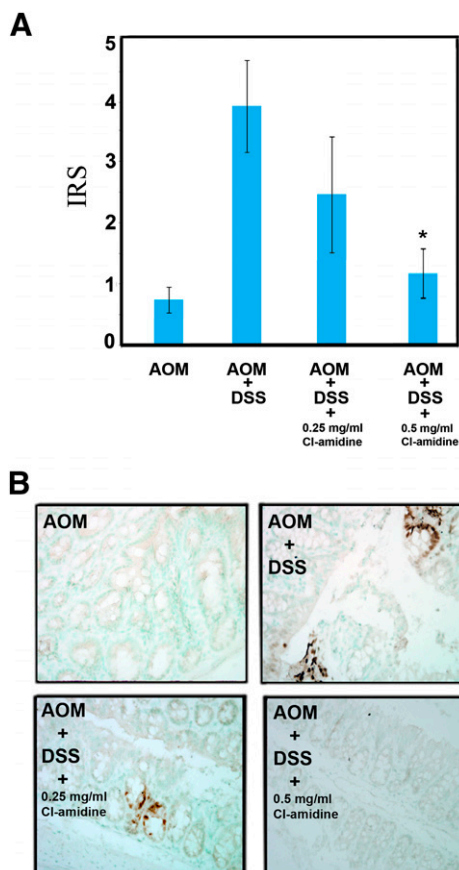 A
5
4
3
2
1
0
IRS
AOM
AOM
+
DSS
AOM
+
DSS
+
0.25 mg/ml
Cl-amidine
*
AOM
+
DSS
+
0.5 mg/ml
Cl-amidine
B
AOM
AOM
+
DSS
AOM
+
DSS
+
0.25 mg/ml
Cl-amidine
AOM
+
DSS
+
0.5 mg/ml
Cl-amidine